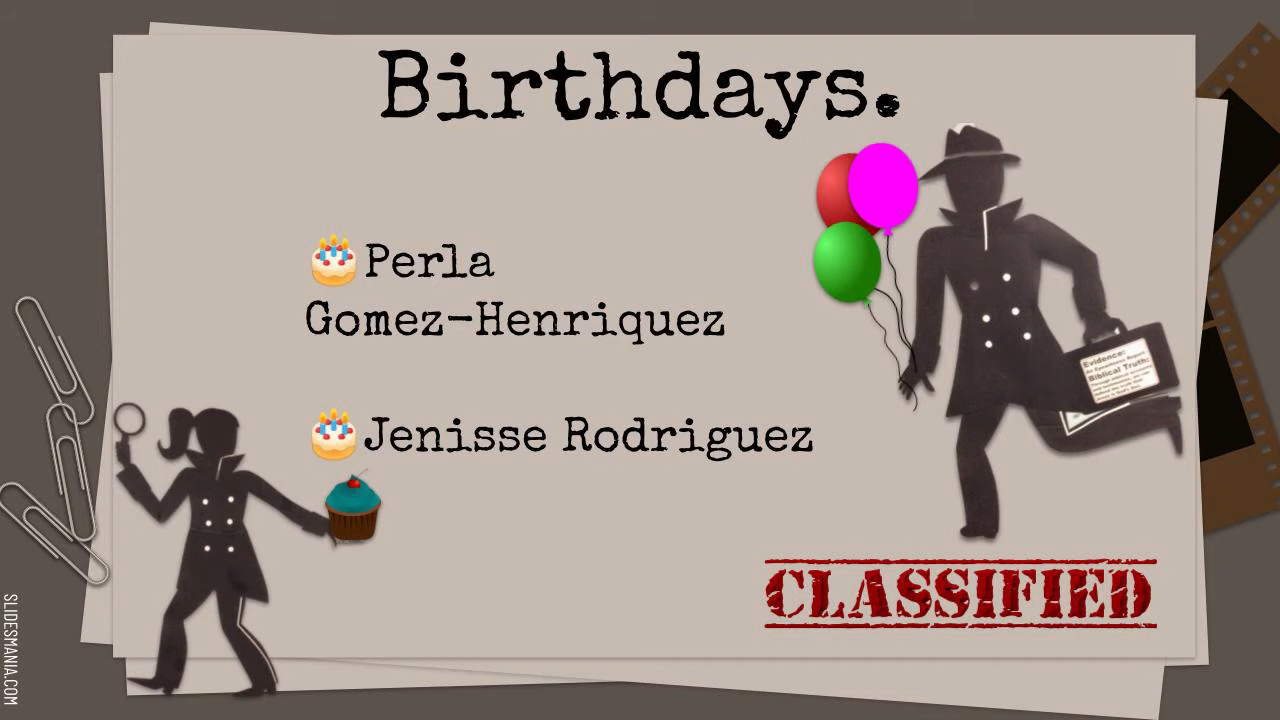 Birthdays.
🎂Perla
Gomez-Henriquez
🎂Jenisse Rodriguez
Evidence:
Biblical Truth:
CLASSIFIED
SLIDESMANIA.COM